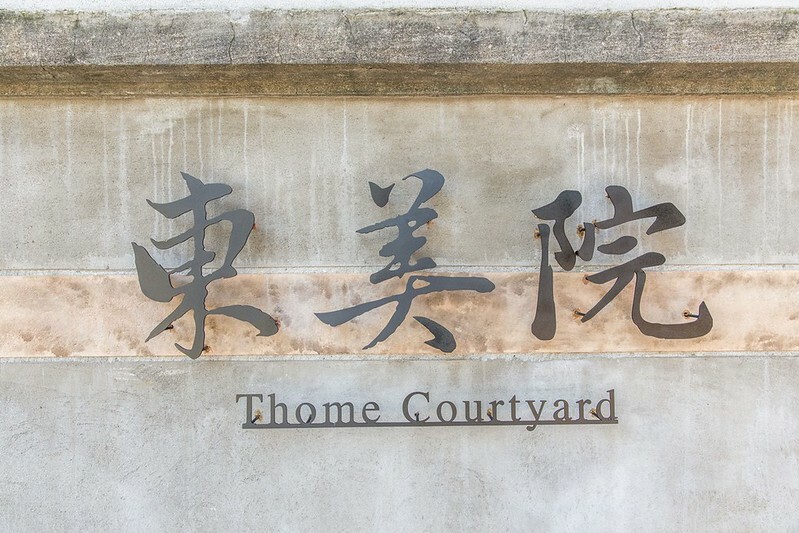 東美院
Thome Courtyard